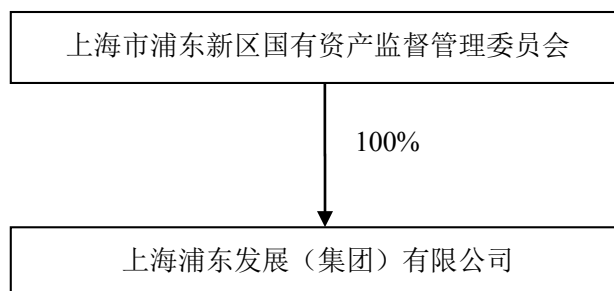 上海市浦东新区国有资产监督管理委员会
100%
上海浦东发展（集团）有限公司